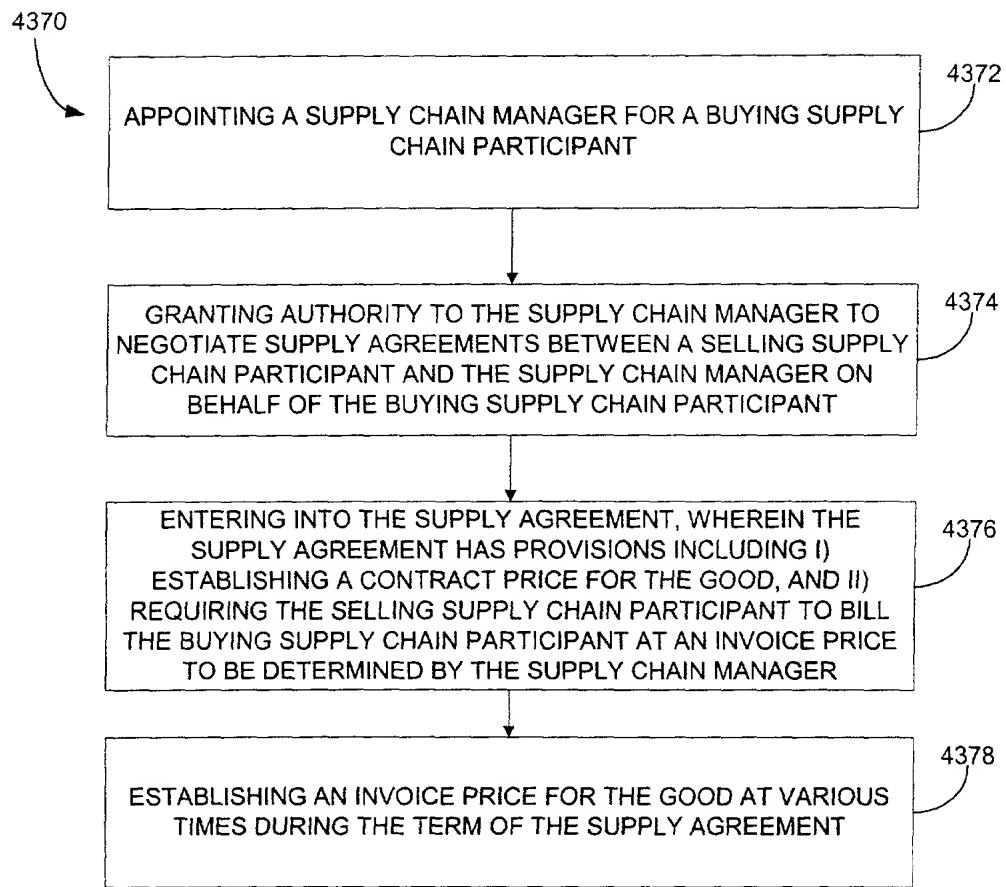 4370
4372
APPOINTING A SUPPLY CHAIN MANAGER FOR A BUYING SUPPLY
CHAIN PARTICIPANT
4374
GRANTING AUTHORITY TO THE SUPPLY CHAIN MANAGER TO
NEGOTIATE SUPPLY AGREEMENTS BETWEEN A SELLING SUPPLY
CHAIN PARTICIPANT AND THE SUPPLY CHAIN MANAGER ON
BEHALF OF THE BUYING SUPPLY CHAIN PARTICIPANT
4376
ENTERING INTO THE SUPPLY AGREEMENT, WHEREIN THE
SUPPLY AGREEMENT HAS PROVISIONS INCLUDING I)
ESTABLISHING A CONTRACT PRICE FOR THE GOOD, AND II)
REQUIRING THE SELLING SUPPLY CHAIN PARTICIPANT TO BILL
THE BUYING SUPPLY CHAIN PARTICIPANT AT AN INVOICE PRICE
TO BE DETERMINED BY THE SUPPLY CHAIN MANAGER
4378
ESTABLISHING AN INVOICE PRICE FOR THE GOOD AT VARIOUS
TIMES DURING THE TERM OF THE SUPPLY AGREEMENT